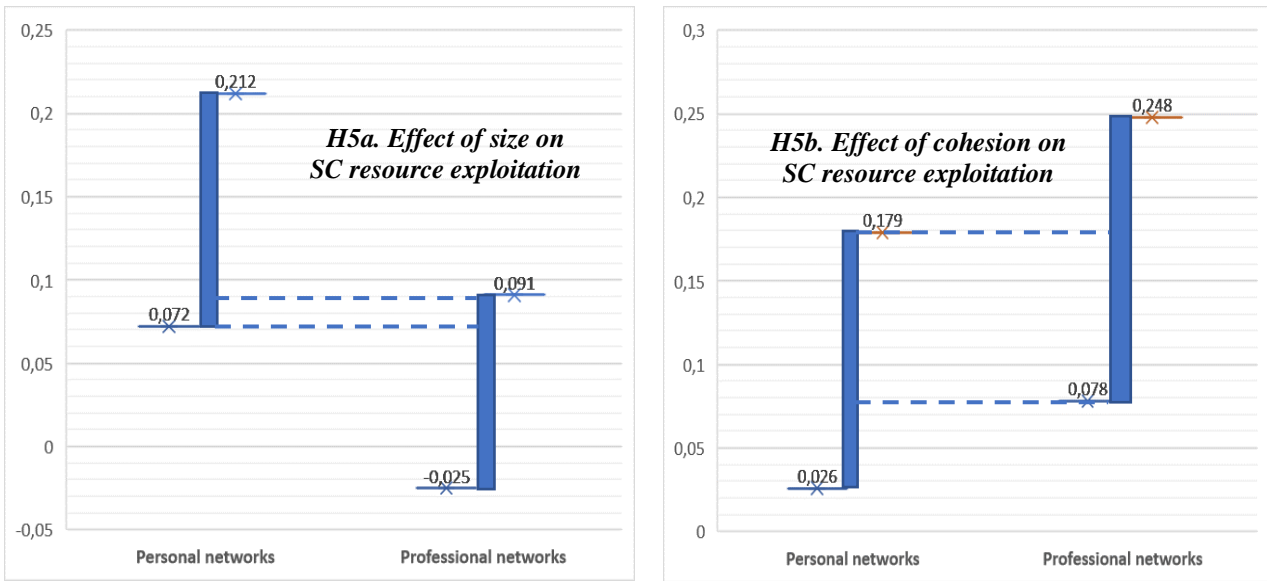 0,25
0,2
0,15
0,1
0,05
0
-0,05
0,212
0,072
0,091
-0,025
H5a. Effect of size on
SC resource exploitation
Personal networks
Professional networks
0,3
0,25
0,2
0,15
0,1
0,05
0
0,248
0,179
0,078
0,026
H5b. Effect of cohesion on
SC resource exploitation
Personal networks
Professional networks